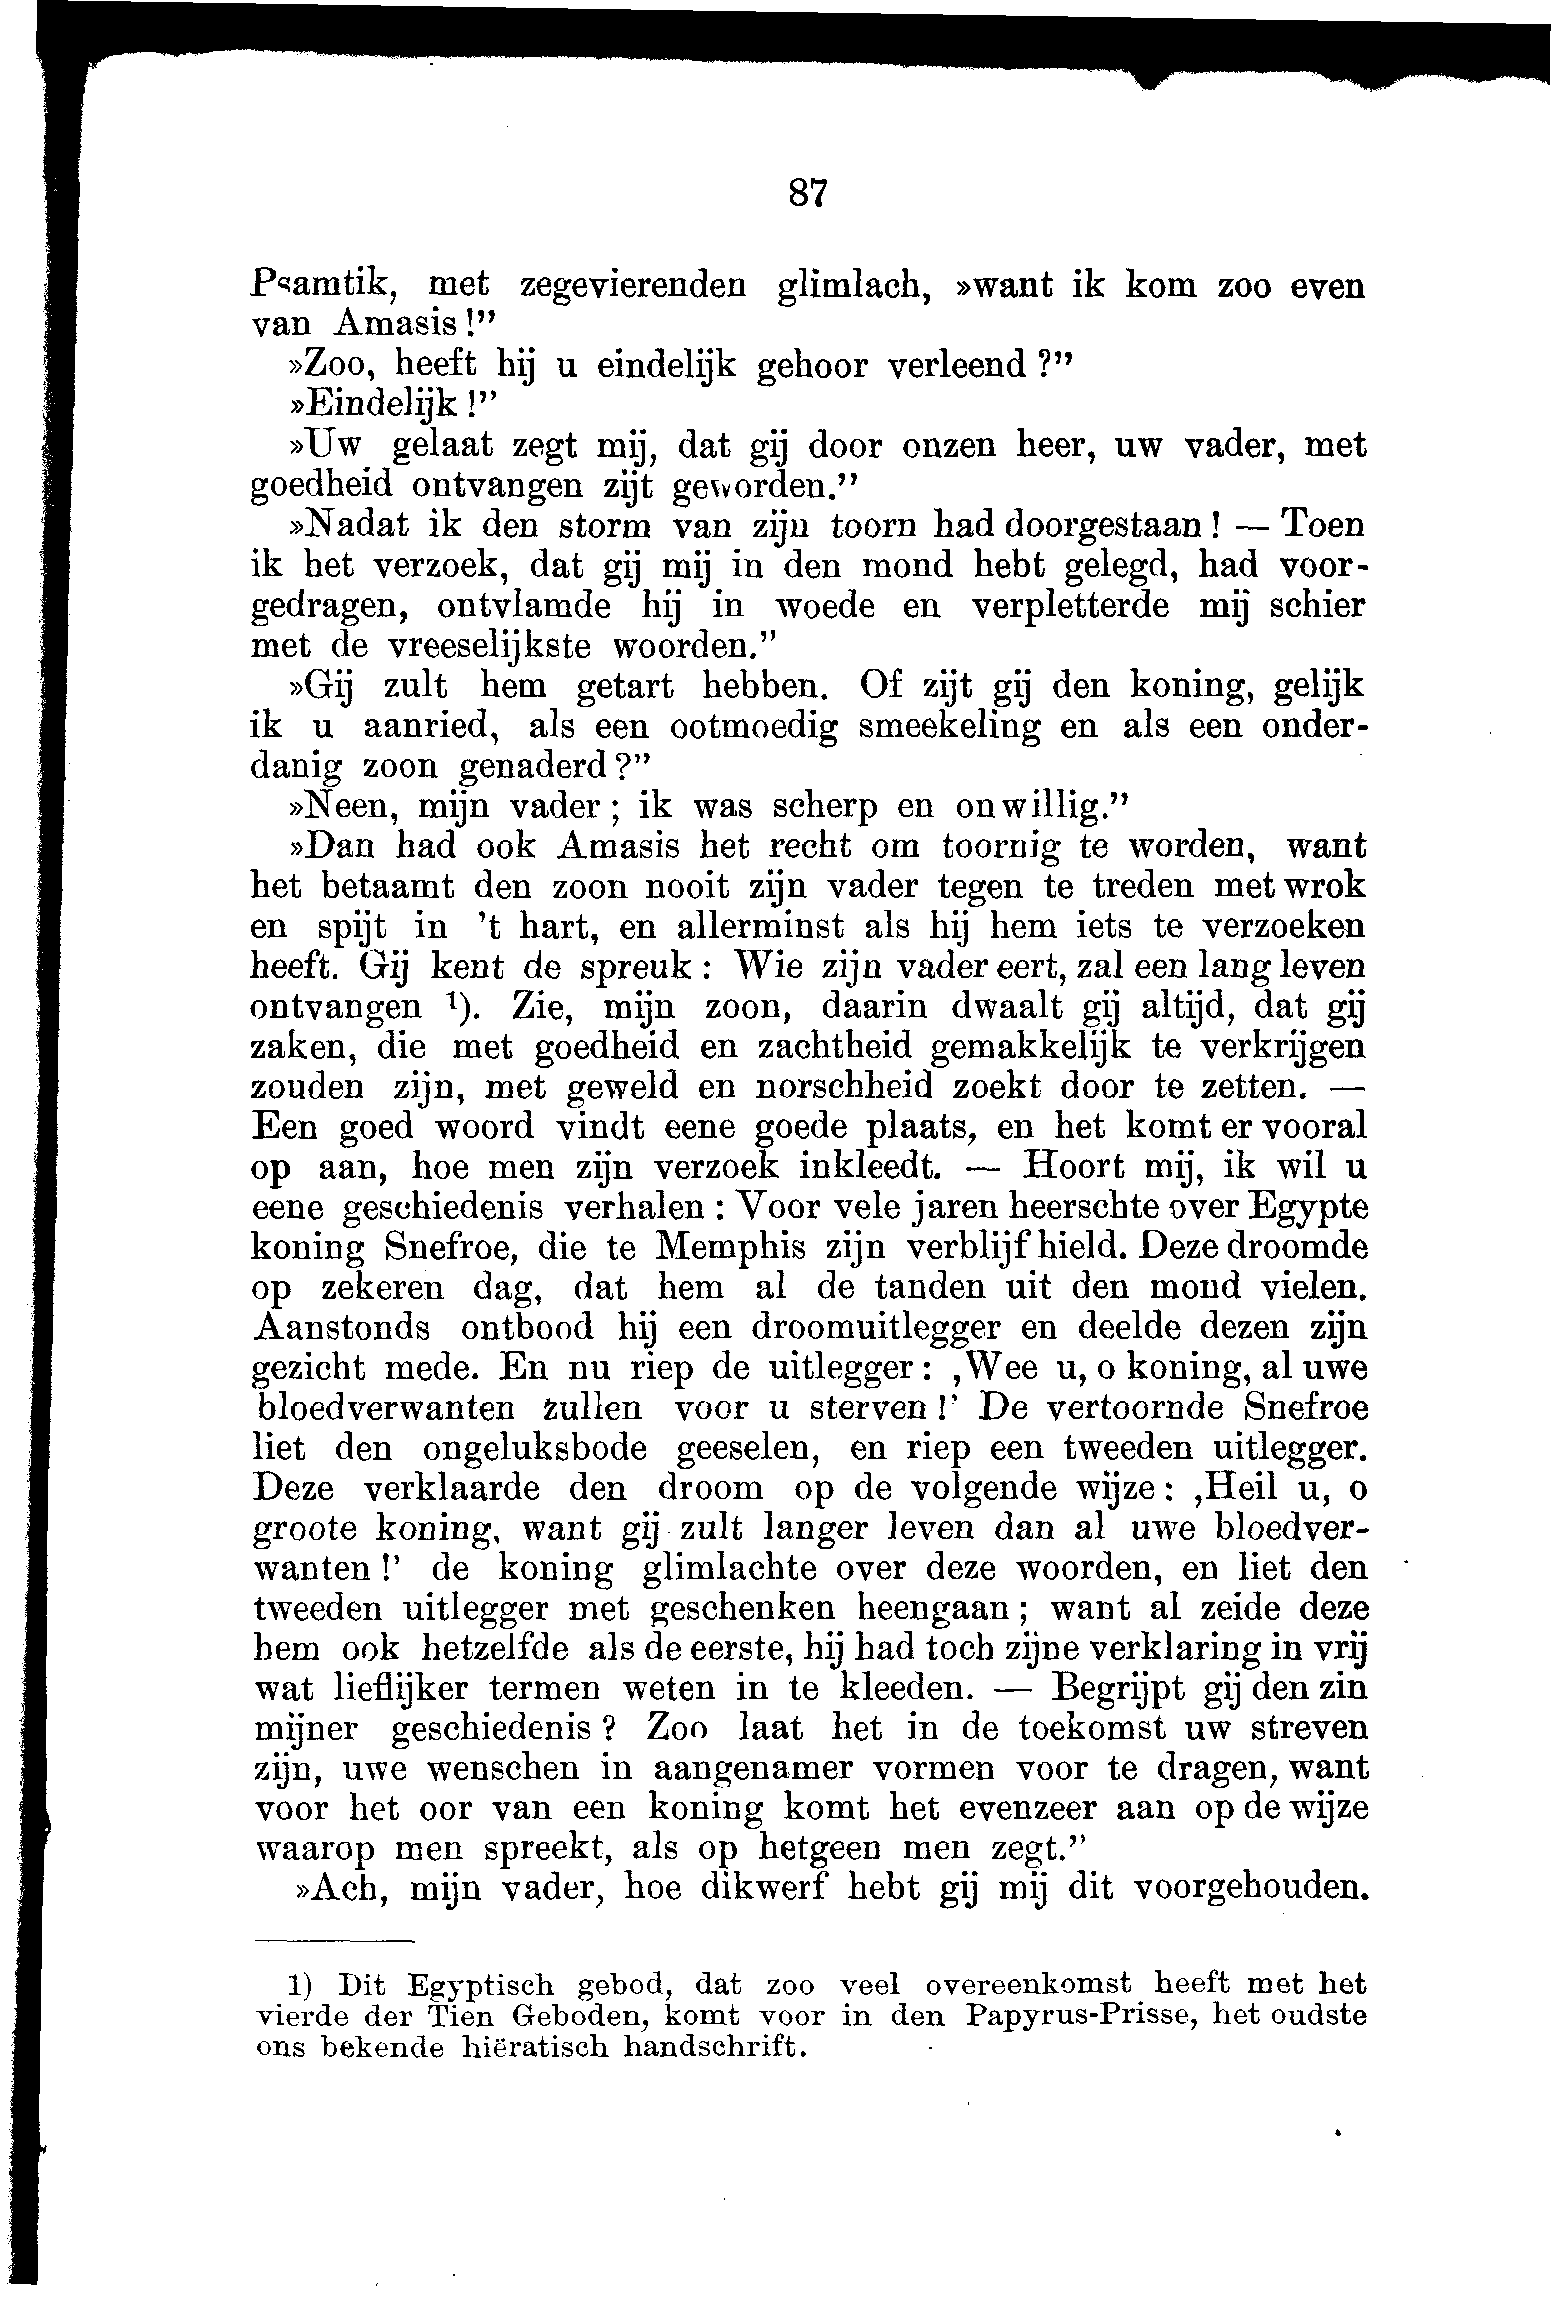 87
Psamtik, met zegevierenden glimlach, »want ik kom zoo even
van Amasis!”
»Zoo, heeft hij u eindelijk gehoor verleend?”
»Eindelijk!”
»Uw gelaat zegt mij, dat gij door onzen heer, uw vader, met
goedheid ontvangen zijt geworden.”
»Nadat ik den storm van zijn toorn had doorgestaan! — Toen
ik het verzoek, dat gij mij in den mond hebt gelegd, had voor-
gedragen, ontvlamde hij in woede en verpletterde mij schier
met de vreeselijkste woorden.”
»Gij zult hem getart hebben. Of zijt gij den koning, gelijk
ik u aanried, als een ootmoedig smeekeling en als een onder-
danig zoon genaderd?”
»Neen, mijn vader; ik was scherp en onwillig.”
»Dan had ook Amasis het recht om toornig te worden, want
het betaamt den zoon nooit zijn vader tegen te treden met wrok
en spijt in ’t hart, en allerminst als hij hem iets te verzoeken
heeft. Gij kent de spreuk: Wie zijn vader eert, zal een lang leven
ontvangen ¹). Zie, mijn zoon, daarin dwaalt gij altijd, dat gij
zaken, die met goedheid en zachtheid gemakkelijk te verkrijgen
zouden zijn, met geweld en norschheid zoekt door te zetten. —
Een goed woord vindt eene goede plaats, en het komt er vooral
op aan, hoe men zijn verzoek inkleedt. — Hoort mij, ik wil u
eene geschiedenis verhalen: Voor vele jaren heerschte over Egypte
koning Snefroe, die te Memphis zijn verblijf hield. Deze droomde
op zekeren dag, dat hem al de tanden uit den mond vielen.
Aanstonds ontbood hij een droomuitlegger en deelde dezen zijn
gezicht mede. En nu riep de uitlegger: ‚Wee u, o koning, al uwe
bloedverwanten zullen voor u sterven!’ De vertoornde Snefroe
liet den ongeluksbode geeselen, en riep een tweeden uitlegger.
Deze verklaarde den droom op de volgende wijze: ‚Heil u, o
groote koning, want gij zult langer leven dan al uwe bloedver-
wanten!’ de koning glimlachte over deze woorden, en liet den
tweeden uitlegger met geschenken heengaan; want al zeide deze
hem ook hetzelfde als de eerste, hij had toch zijne verklaring in vrij
wat lieflijker termen weten in te kleeden. — Begrijpt gij den zin
mijner geschiedenis? Zoo laat het in de toekomst uw streven
zijn, uwe wenschen in aangenamer vormen voor te dragen, want
voor het oor van een koning komt het evenzeer aan op de wijze
waarop men spreekt, als op hetgeen men zegt.”
»Ach, mijn vader, hoe dikwerf hebt gij mij dit voorgehouden.
1) Dit Egyptisch gebod, dat zoo veel overeenkomst heeft met het
vierde der Tien Geboden, komt voor in den Papyrus-Prisse, het oudste
ons bekende hiëratisch handschrift.